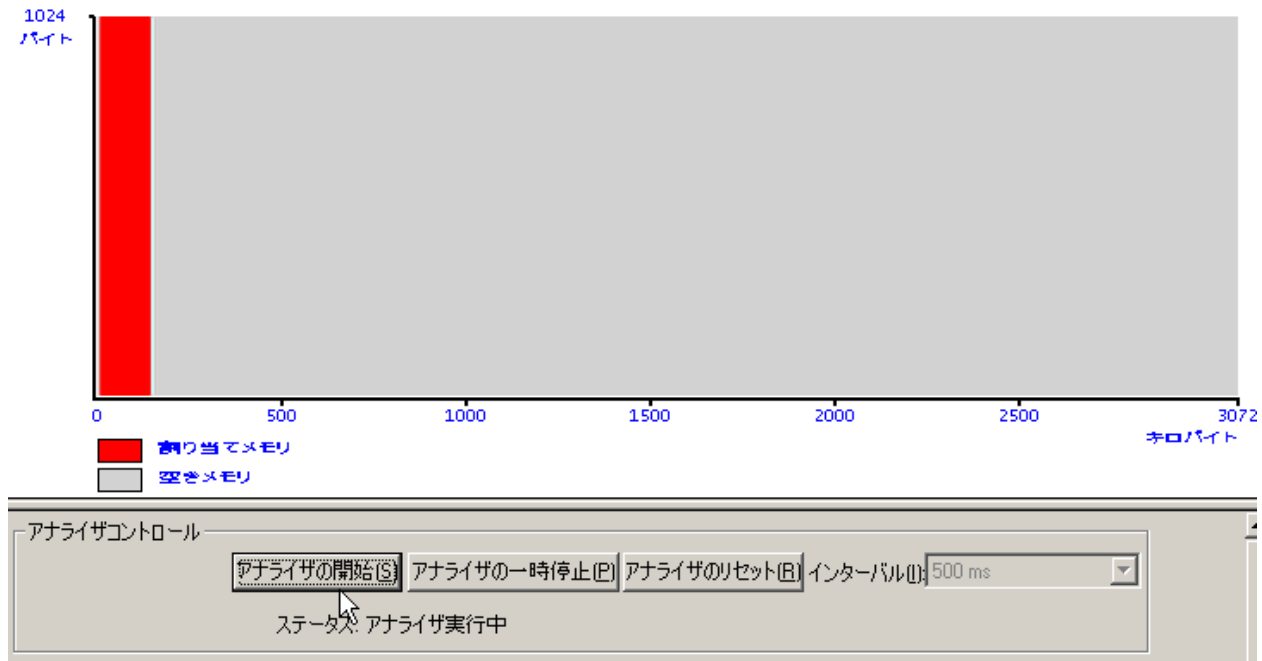 1024
バイト
0 500 1000 1500 2000 2500 3072
キロバイト
割り当てメモリ
空きメモリ
アナライザコントロール
アナライザの開始(S) アナライザの一時停止(P) アナライザのリセット(R) インターバル(I): 500 ms
ステータス: アナライザ実行中